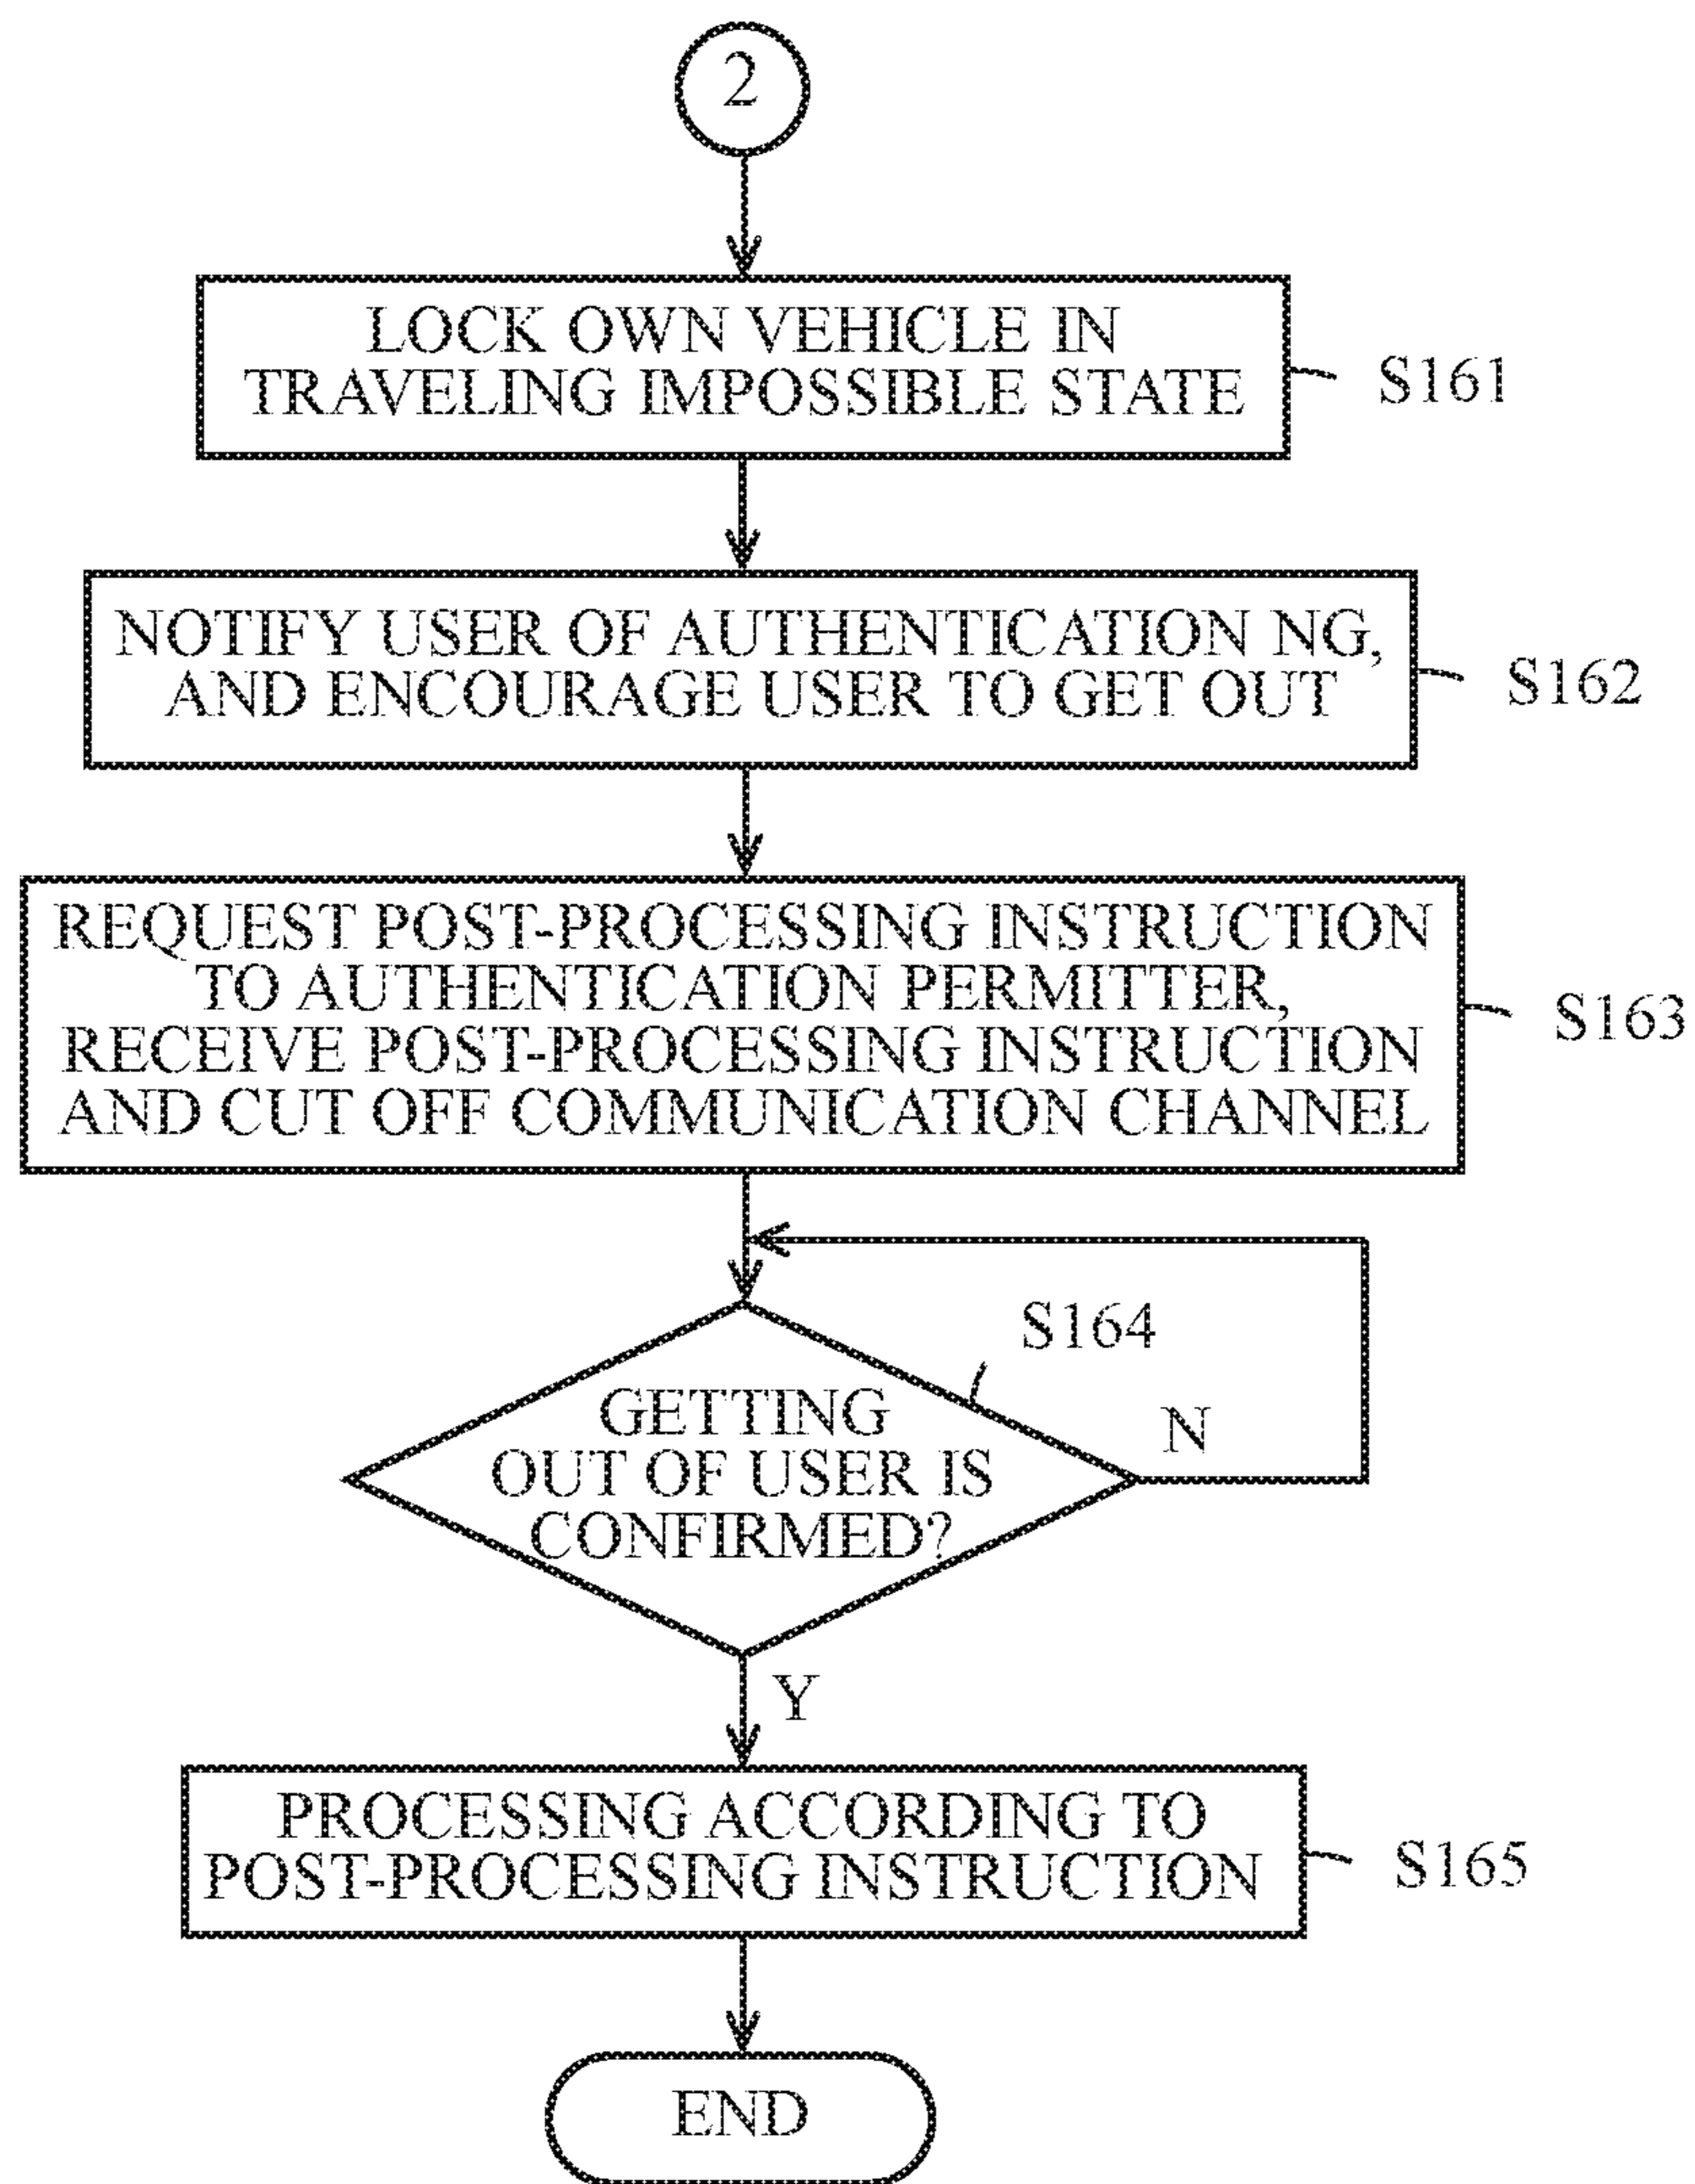 2
LOCK OWN VEHICLE IN
TRAVELING IMPOSSIBLE STATE
S161
NOTIFY USER OF AUTHENTICATION NG,
AND ENCOURAGE USER TO GET OUT
S162
REQUEST POST-PROCESSING INSTRUCTION
TO AUTHENTICATION PERMITTER,
RECEIVE POST-PROCESSING INSTRUCTION
AND CUT OFF COMMUNICATION CHANNEL
S163
S164
GETTING
OUT OF USER IS
CONFIRMED?
N
Y
PROCESSING ACCORDING TO
POST-PROCESSING INSTRUCTION
S165
END